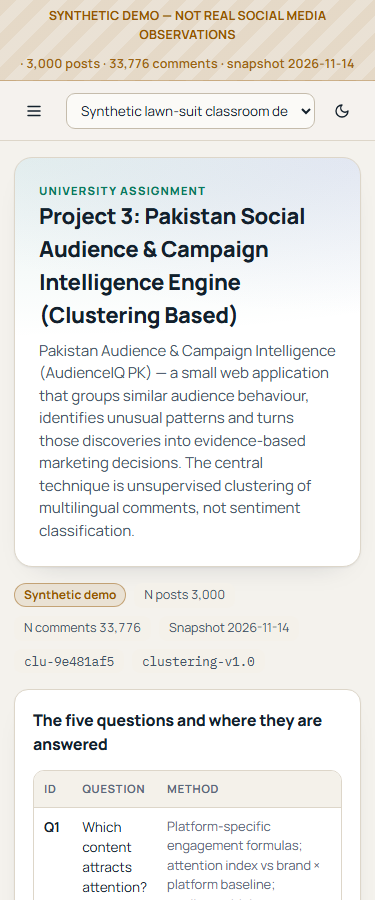 SYNTHETIC DEMO — NOT REAL SOCIAL MEDIA
OBSERVATIONS
· 3,000 posts · 33,776 comments · snapshot 2026-11-14
Synthetic lawn-suit classroom de
UNIVERSITY ASSIGNMENT
Project 3: Pakistan Social
Audience & Campaign
Intelligence Engine
(Clustering Based)
Pakistan Audience & Campaign Intelligence
(AudienceIQ PK) — a small web application
that groups similar audience behaviour,
identifies unusual patterns and turns
those discoveries into evidence-based
marketing decisions. The central
technique is unsupervised clustering of
multilingual comments, not sentiment
classification.
Synthetic demo N posts 3,000
N comments 33,776 Snapshot 2026-11-14
clu-9e481af5 clustering-v1.0
The five questions and where they are
answered
ID QUESTION METHOD
Q1 Which Platform-specific
content engagement formulas;
attracts attention index vs brand ×
attention? platform baseline;